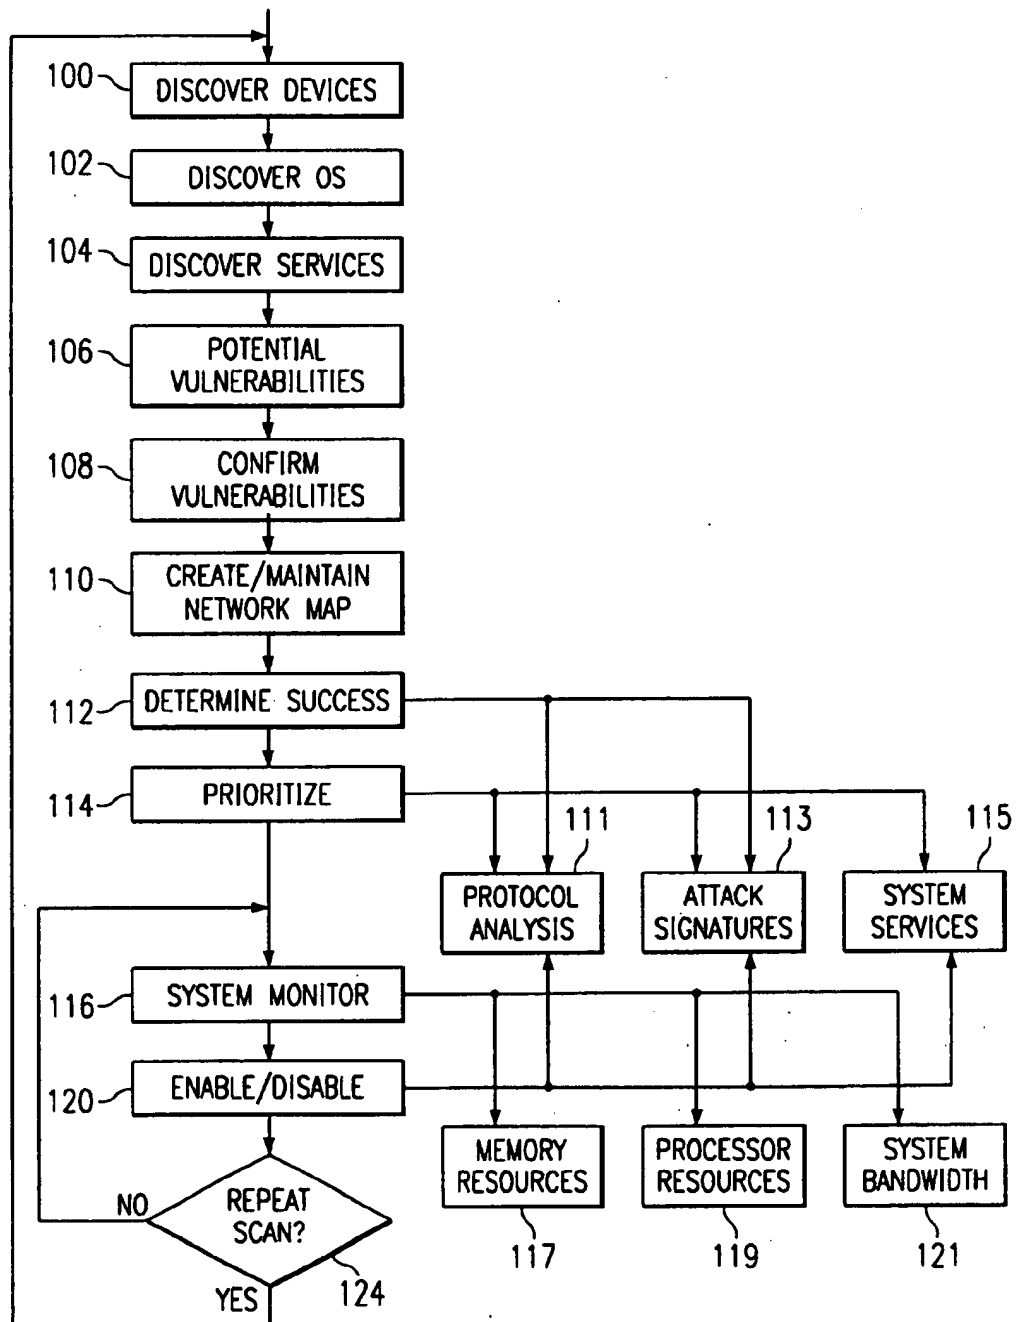 100
DISCOVER DEVICES
102
DISCOVER OS
104
DISCOVER SERVICES
106
POTENTIAL
VULNERABILITIES
108
CONFIRM
VULNERABILITIES
110
CREATE/MAINTAIN
NETWORK MAP
112
DETERMINE SUCCESS
114
PRIORITIZE
111
PROTOCOL
ANALYSIS
113
ATTACK
SIGNATURES
115
SYSTEM
SERVICES
116
SYSTEM MONITOR
120
ENABLE/DISABLE
MEMORY
RESOURCES
117
PROCESSOR
RESOURCES
119
SYSTEM
BANDWIDTH
121
REPEAT
SCAN?
NO
124
YES